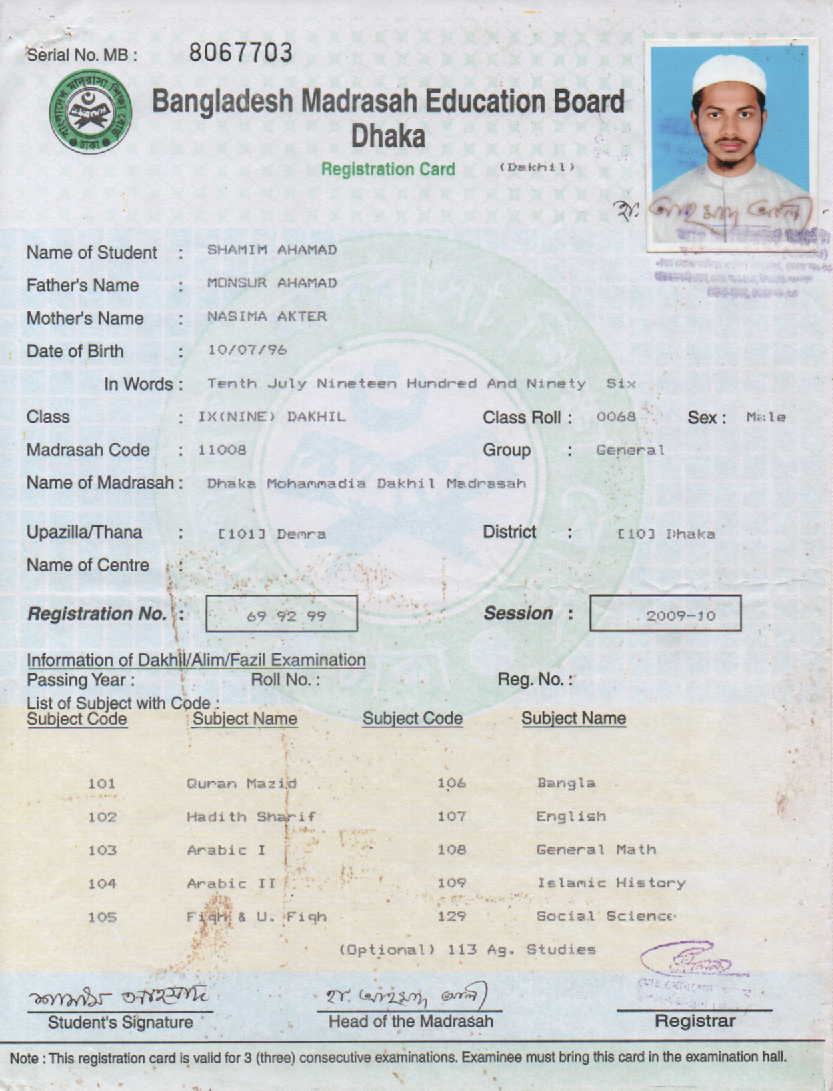 Serial No. MB : 8067703
Bangladesh Madrasah Education Board
Dhaka
Registration Card (Dakhil)
Name of Student : SHAMIM AHAMAD
Father's Name : MONSUR AHAMAD
Mother's Name : NASIMA AKTER
Date of Birth : 10/07/96
In Words : Tenth July Nineteen Hundred And Ninety Six
Class : IX(NINE) DAKHIL Class Roll : 0068 Sex : Male
Madrasah Code : 11008 Group : General
Name of Madrasah : Dhaka Mohammadia Dakhil Madrasah
Upazilla/Thana : [101] Demra District : [10] Dhaka
Name of Centre :
Registration No. : 69 92 99 Session : 2009-10
Information of Dakhil/Alim/Fazil Examination
Passing Year : Roll No. : Reg. No. :
List of Subject with Code :
Subject Code Subject Name Subject Code Subject Name
101 Quran Mazid 106 Bangla
102 Hadith Sharif 107 English
103 Arabic I 108 General Math
104 Arabic II 109 Islamic History
105 Fiqh & U. Fiqh 129 Social Science
(Optional) 113 Ag. Studies
Student's Signature Head of the Madrasah Registrar
Note : This registration card is valid for 3 (three) consecutive examinations. Examinee must bring this card in the examination hall.